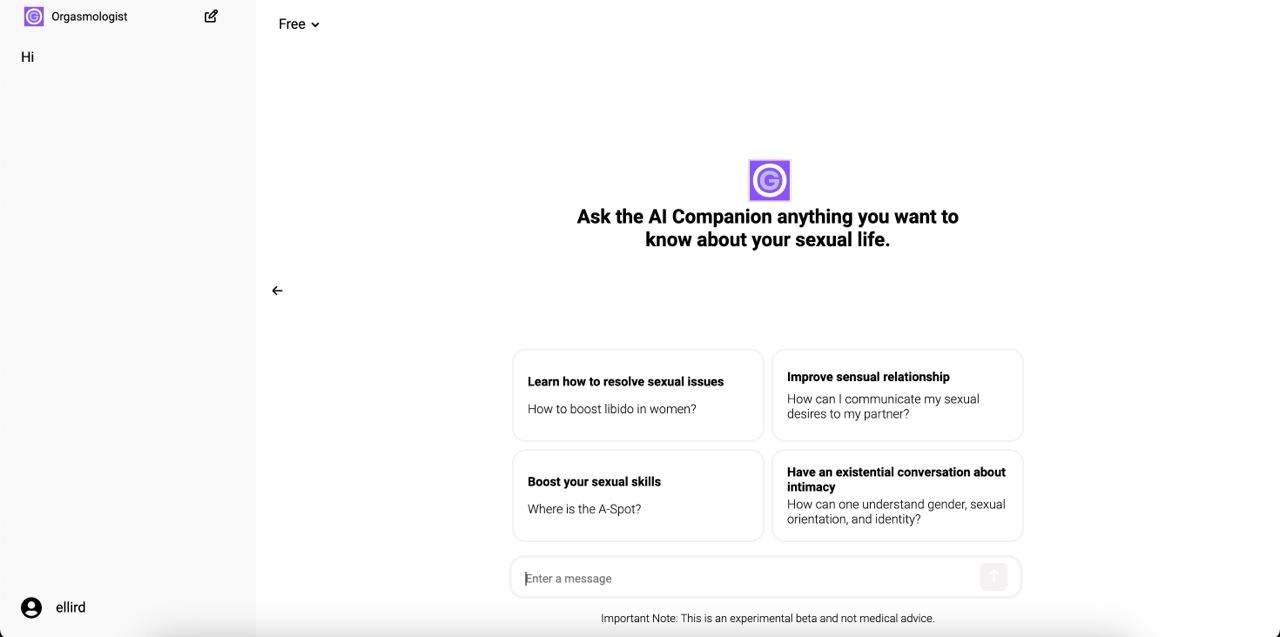 Orgasmologist
Hi
ellird
Free
G
Ask the AI Companion anything you want to
know about your sexual life.
Learn how to resolve sexual issues
How to boost libido in women?
Improve sensual relationship
How can I communicate my sexual
desires to my partner?
Boost your sexual skills
Where is the A-Spot?
Have an existential conversation about
intimacy
How can one understand gender, sexual
orientation, and identity?
Enter a message
Important Note: This is an experimental beta and not medical advice.